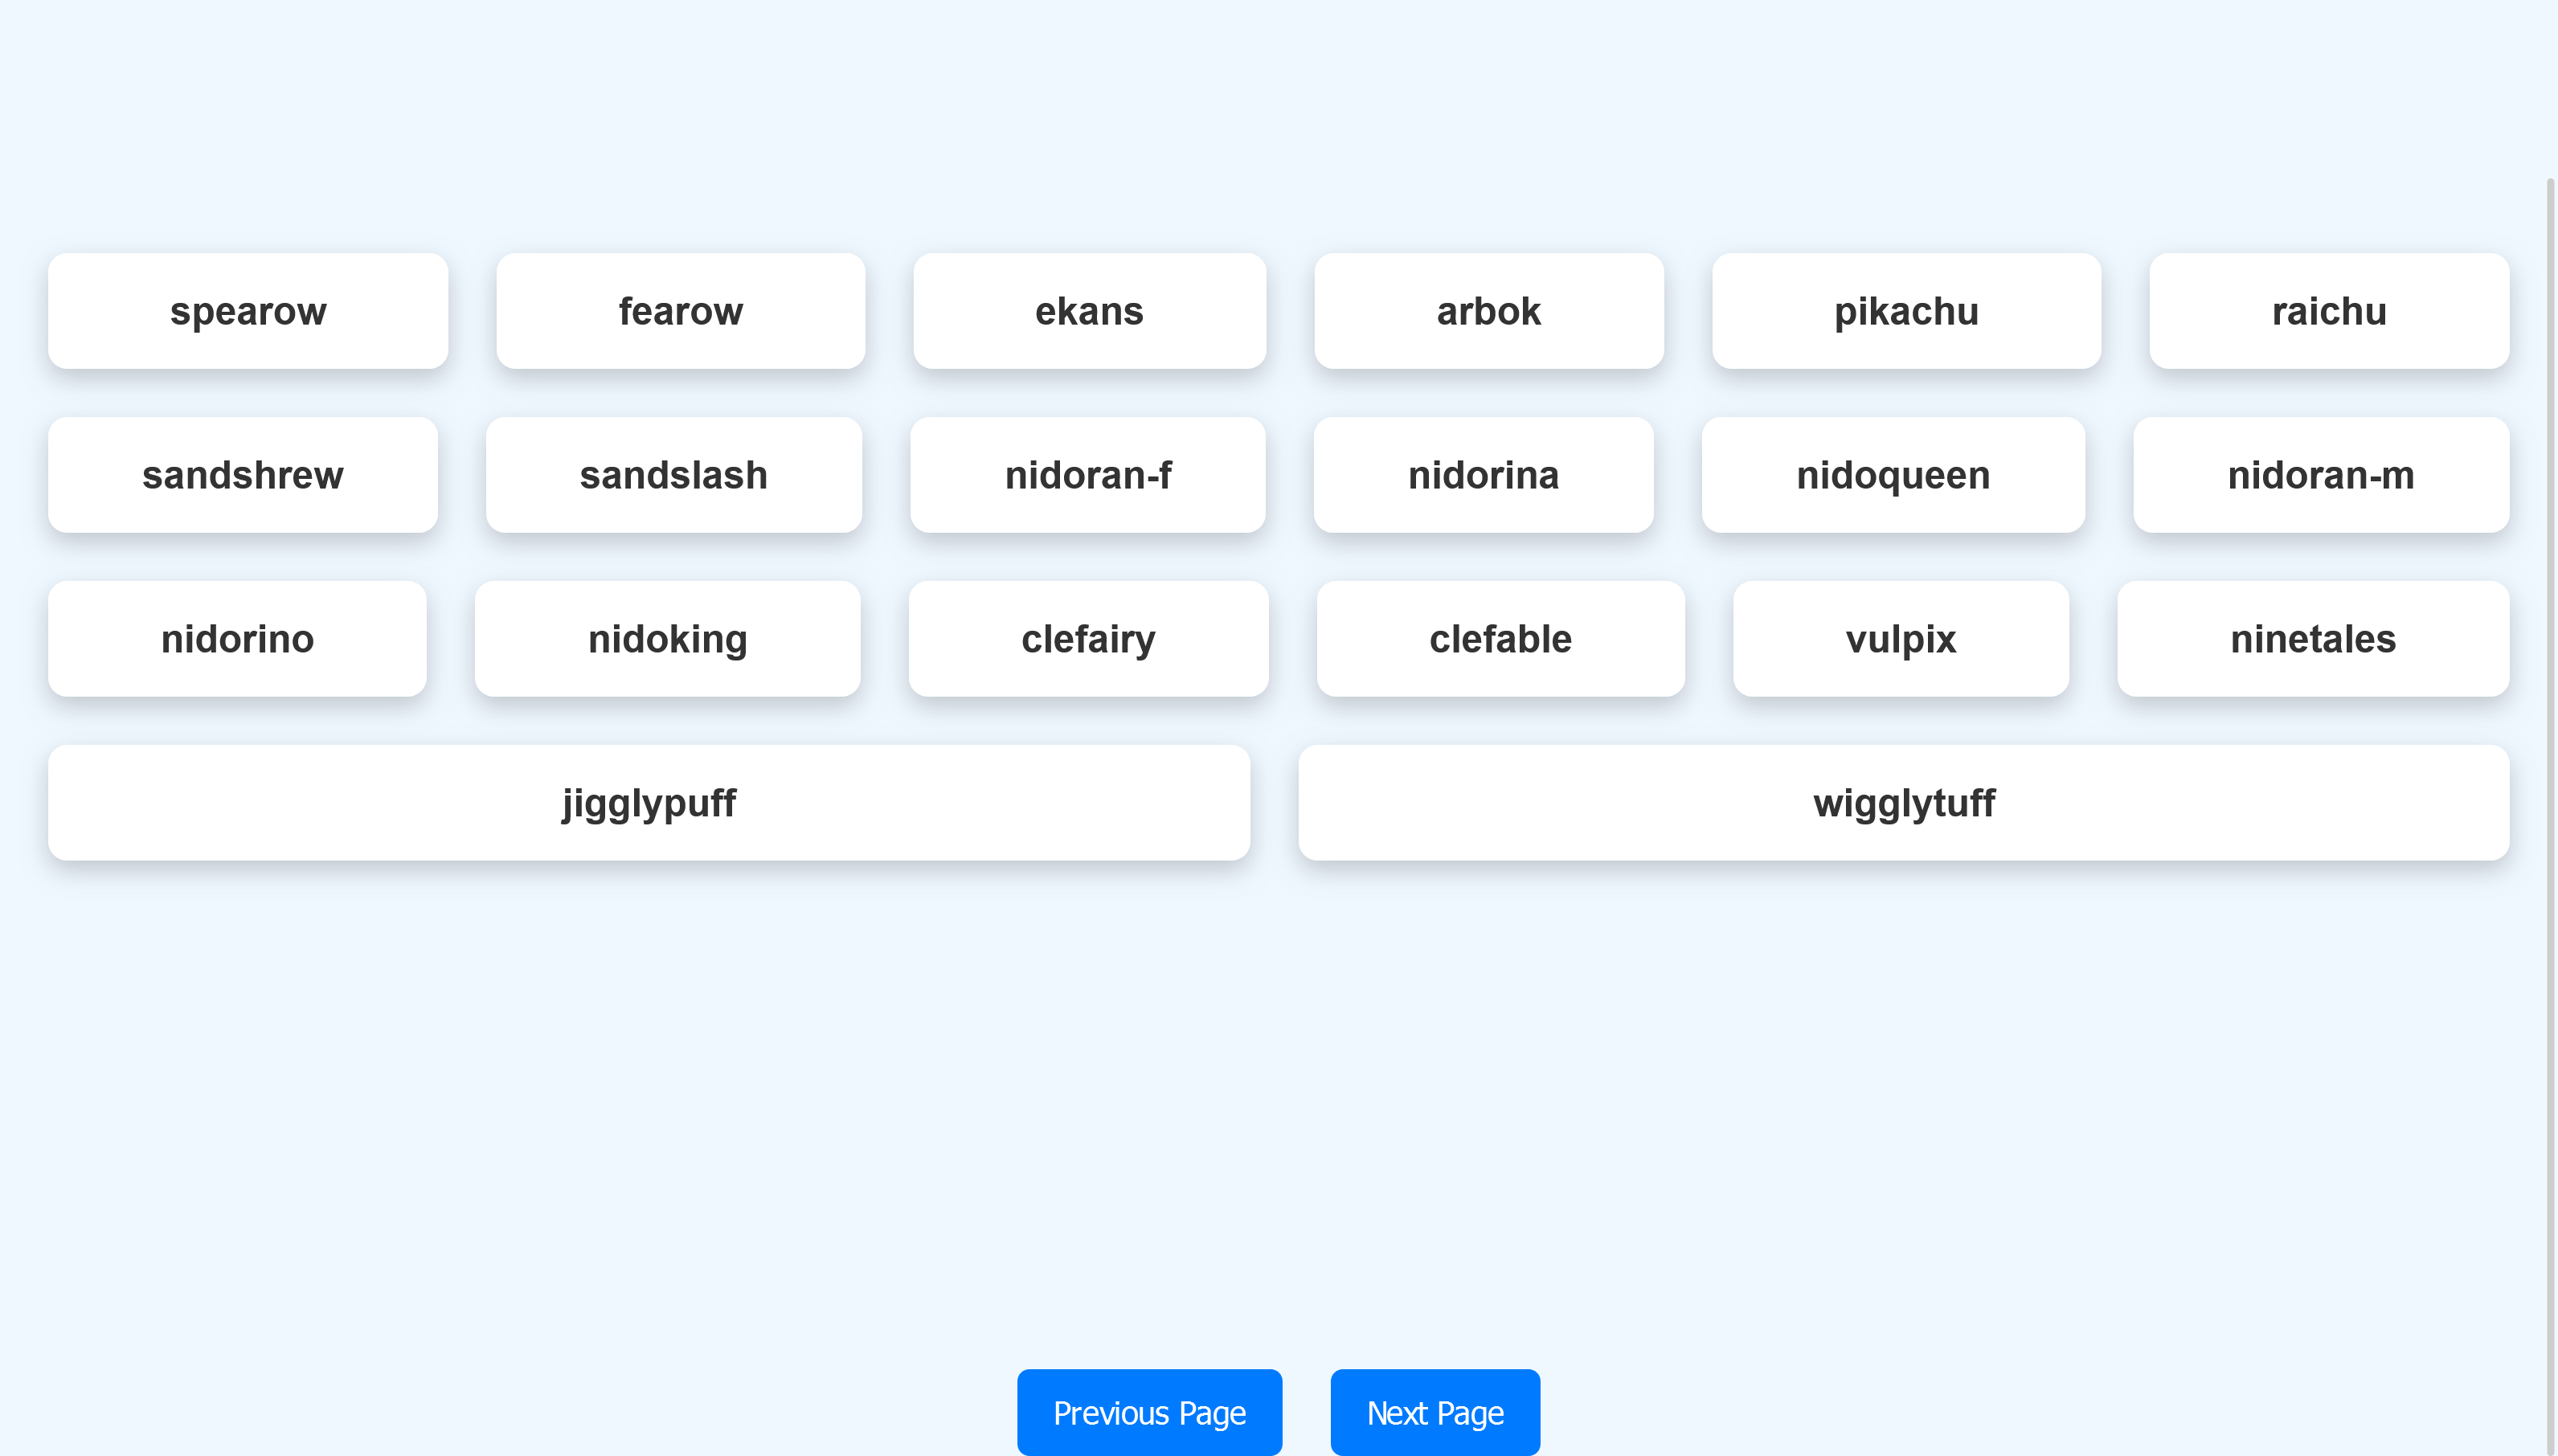 spearow fearow ekans arbok pikachu raichu
sandshrew sandslash nidoran-f nidorina nidoqueen nidoran-m
nidorino nidoking clefairy clefable vulpix ninetales
jigglypuff wigglytuff
Previous Page Next Page